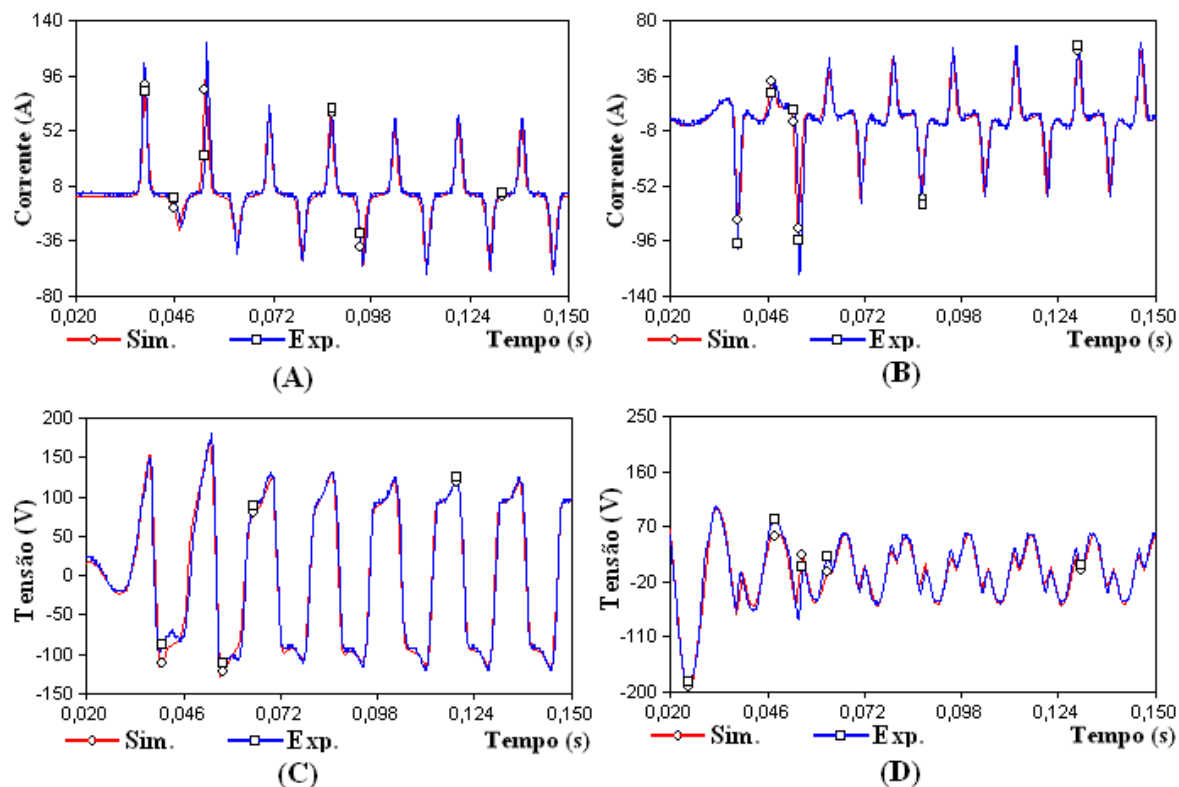 140
96
52
8
-36
-80
Corrente (A)
0,020 0,046 0,072 0,098 0,124 0,150
Sim. Exp. Tempo (s)
(A)
80
36
-8
-52
-96
-140
Corrente (A)
0,020 0,046 0,072 0,098 0,124 0,150
Sim. Exp. Tempo (s)
(B)
200
150
100
50
0
-50
-100
-150
Tensão (V)
0,020 0,046 0,072 0,098 0,124 0,150
Sim. Exp. Tempo (s)
(C)
250
160
70
-20
-110
-200
Tensão (V)
0,020 0,046 0,072 0,098 0,124 0,150
Sim. Exp. Tempo (s)
(D)